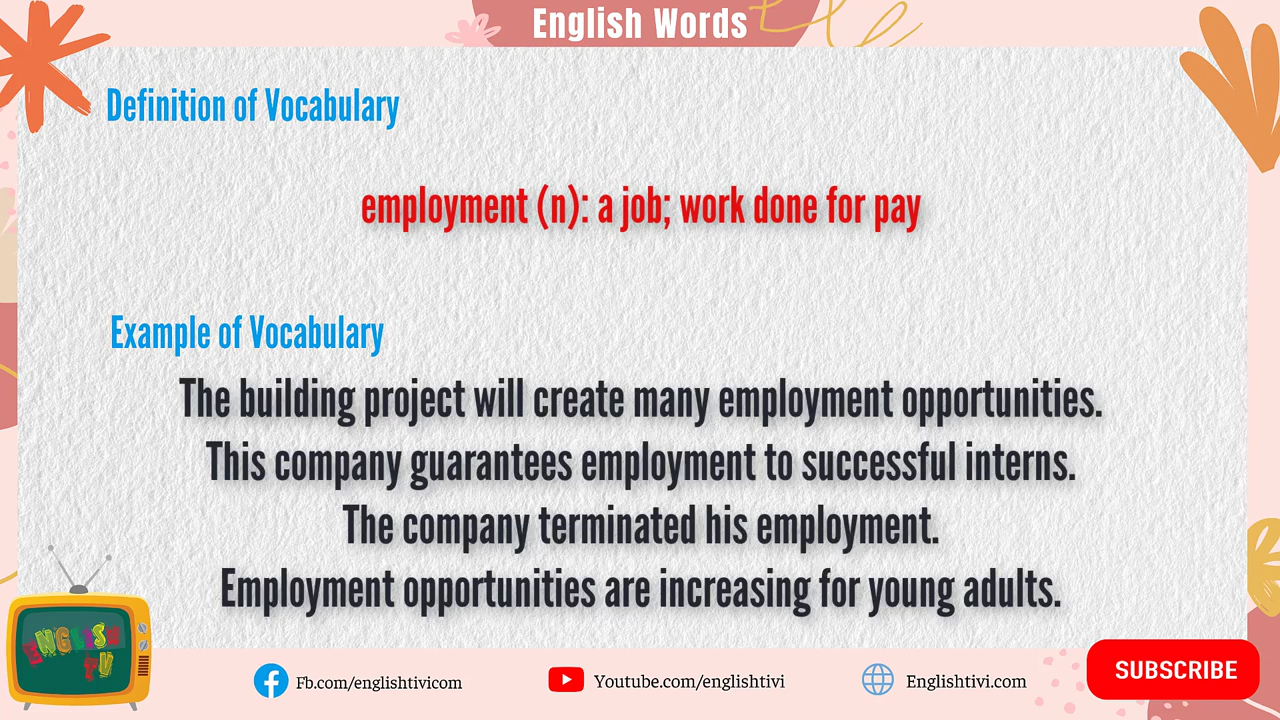 English Words
Definition of Vocabulary
employment (n): a job; work done for pay
Example of Vocabulary
The building project will create many employment opportunities.
This company guarantees employment to successful interns.
The company terminated his employment.
Employment opportunities are increasing for young adults.
ENGLISH
TV
Fb.com/englishtivicom
Youtube.com/englishtivi
Englishtivi.com
SUBSCRIBE